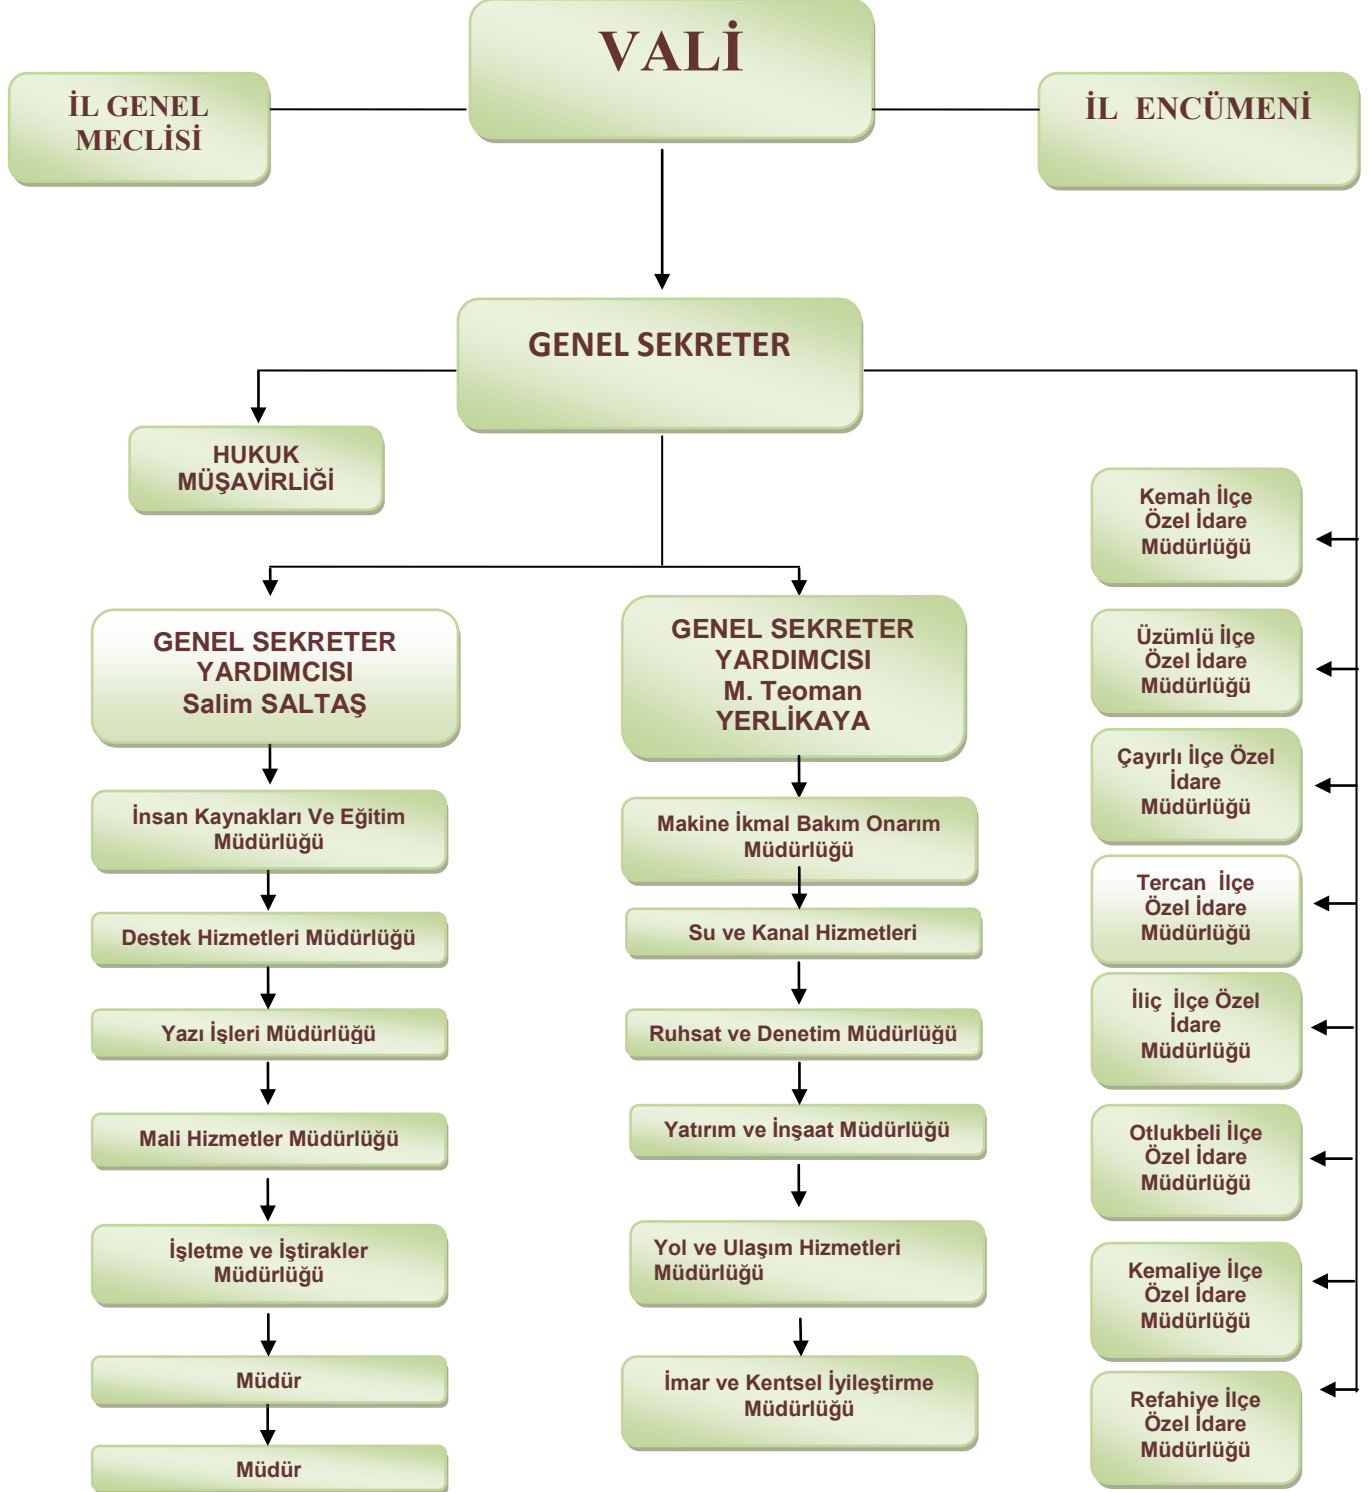 VALİ
İL GENEL
MECLİSİ
İL ENCÜMENİ
GENEL SEKRETER
HUKUK
MÜŞAVİRLİĞİ
GENEL SEKRETER
YARDIMCISI
Salim SALTAŞ
İnsan Kaynakları Ve Eğitim
Müdürlüğü
Destek Hizmetleri Müdürlüğü
Yazı İşleri Müdürlüğü
Mali Hizmetler Müdürlüğü
İşletme ve İştirakler
Müdürlüğü
Müdür
Müdür
GENEL SEKRETER
YARDIMCISI
M. Teoman
YERLİKAYA
Makine İkmal Bakım Onarım
Müdürlüğü
Su ve Kanal Hizmetleri
Ruhsat ve Denetim Müdürlüğü
Yatırım ve İnşaat Müdürlüğü
Yol ve Ulaşım Hizmetleri
Müdürlüğü
İmar ve Kentsel İyileştirme
Müdürlüğü
Kemah İlçe
Özel İdare
Müdürlüğü
Üzümlü İlçe
Özel İdare
Müdürlüğü
Çayırlı İlçe Özel
İdare
Müdürlüğü
Tercan İlçe
Özel İdare
Müdürlüğü
İliç İlçe Özel
İdare
Müdürlüğü
Otlukbeli İlçe
Özel İdare
Müdürlüğü
Kemaliye İlçe
Özel İdare
Müdürlüğü
Refahiye İlçe
Özel İdare
Müdürlüğü